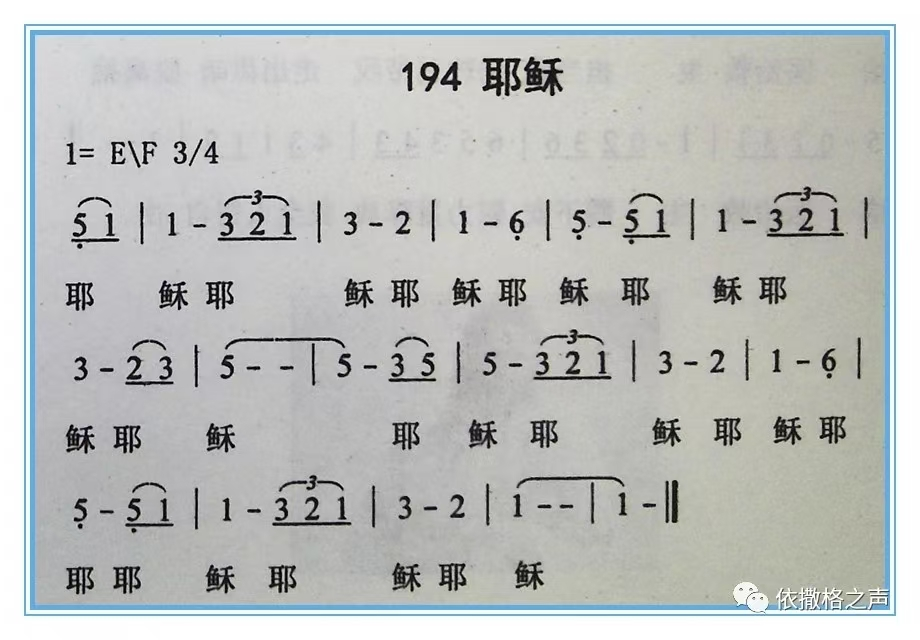 194 耶稣
1= E\F 3/4
5̣ 1 | 1 - 3 2 1 | 3 - 2 | 1 - 6̣ | 5̣ - 5̣ 1 | 1 - 3 2 1 |
耶 稣 耶 稣 耶 稣 耶 稣 耶 稣 耶
3 - 2 3 | 5 - - | 5 - 3 5 | 5 - 3 2 1 | 3 - 2 | 1 - 6̣ |
稣 耶 稣 耶 稣 耶 稣 耶 稣 耶
5̣ - 5̣ 1 | 1 - 3 2 1 | 3 - 2 | 1 - - | 1 - ‖
耶 耶 稣 耶 稣 耶 稣
依撒格之声